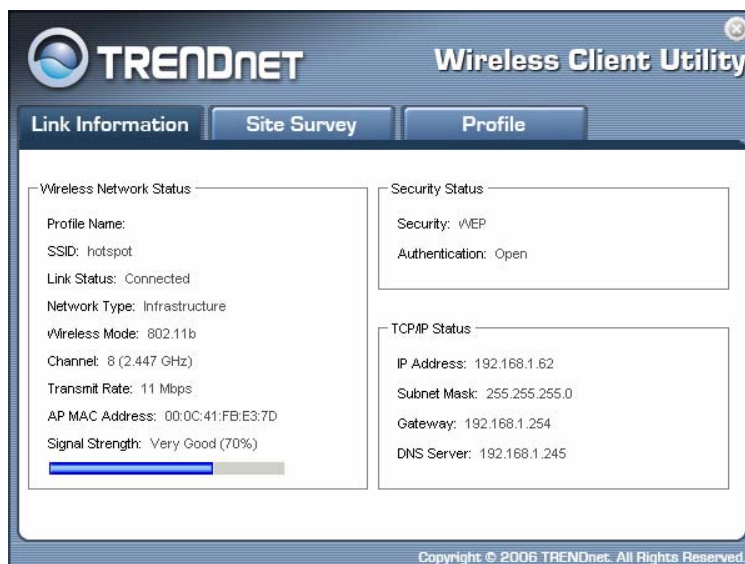 TRENDNET
Wireless Client Utility
Link Information
Site Survey
Profile
Wireless Network Status
Profile Name:
SSID: hotspot
Link Status: Connected
Network Type: Infrastructure
Wireless Mode: 802.11b
Channel: 8 (2.447 GHz)
Transmit Rate: 11 Mbps
AP MAC Address: 00:0C:41:FB:E3:7D
Signal Strength: Very Good (70%)
Security Status
Security: WEP
Authentication: Open
TCP/IP Status
IP Address: 192.168.1.62
Subnet Mask: 255.255.255.0
Gateway: 192.168.1.254
DNS Server: 192.168.1.245
Copyright © 2006 TRENDnet. All Rights Reserved.